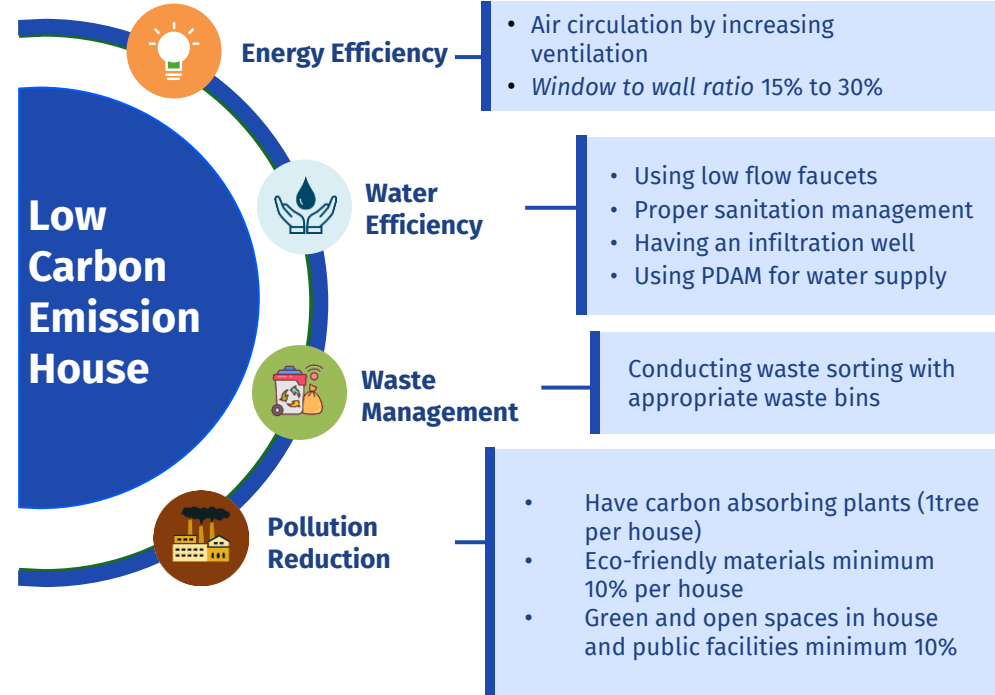 Low
Carbon
Emission
House
Energy Efficiency
• Air circulation by increasing
ventilation
• Window to wall ratio 15% to 30%
Water
Efficiency
• Using low flow faucets
• Proper sanitation management
• Having an infiltration well
• Using PDAM for water supply
Waste
Management
Conducting waste sorting with
appropriate waste bins
Pollution
Reduction
• Have carbon absorbing plants (1tree
per house)
• Eco-friendly materials minimum
10% per house
• Green and open spaces in house
and public facilities minimum 10%